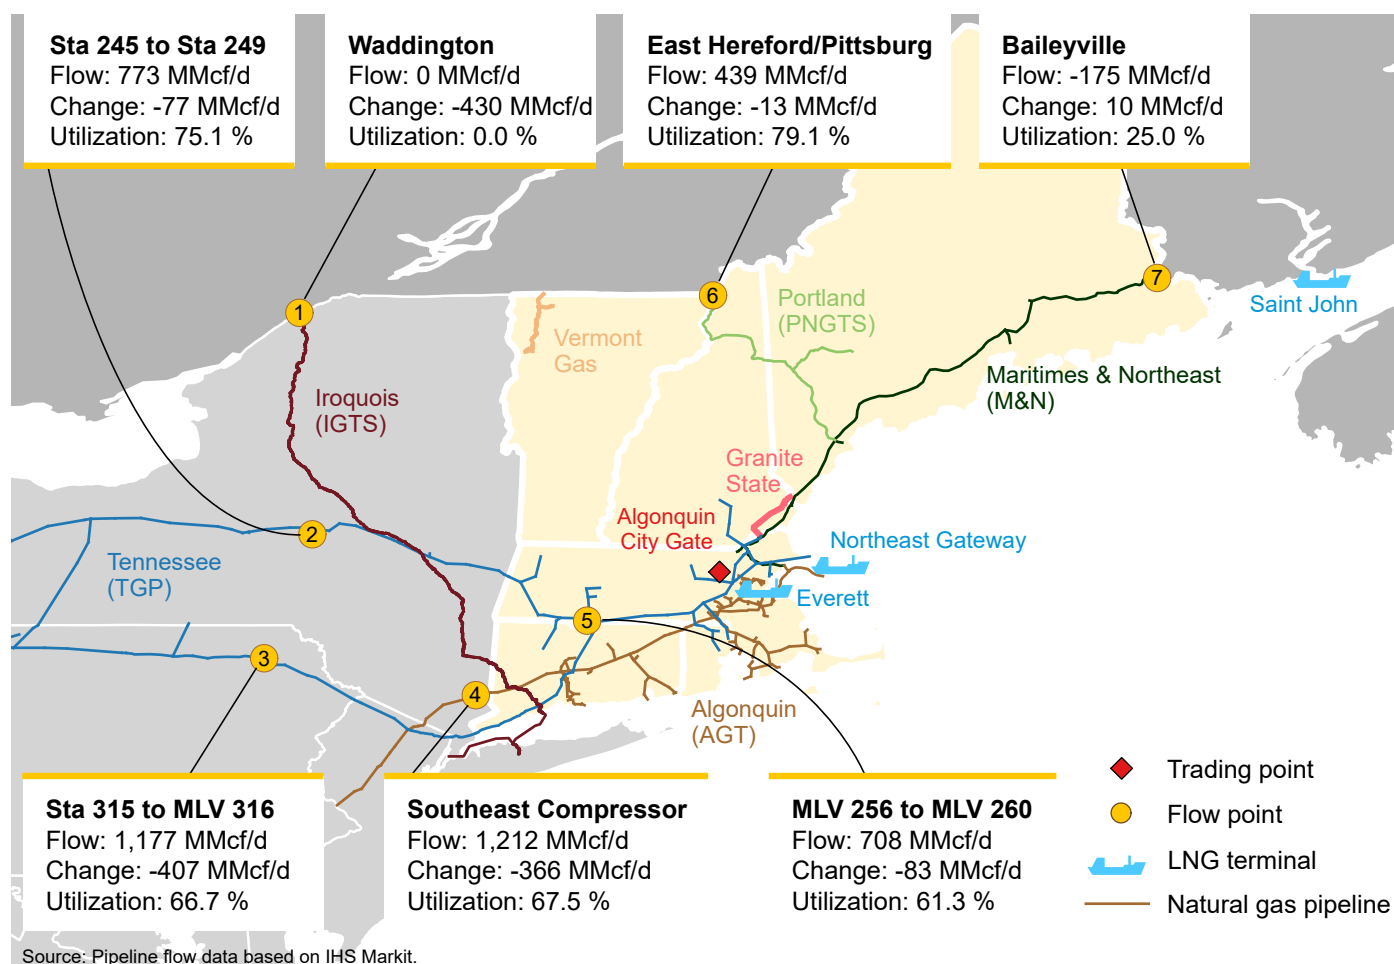 Sta 245 to Sta 249
Flow: 773 MMcf/d
Change: -77 MMcf/d
Utilization: 75.1 %
Waddington
Flow: 0 MMcf/d
Change: -430 MMcf/d
Utilization: 0.0 %
East Hereford/Pittsburg
Flow: 439 MMcf/d
Change: -13 MMcf/d
Utilization: 79.1 %
Baileyville
Flow: -175 MMcf/d
Change: 10 MMcf/d
Utilization: 25.0 %
1
6
7
Saint John
Portland
(PNGTS)
Vermont
Gas
Maritimes & Northeast
(M&N)
Iroquois
(IGTS)
Granite
State
Algonquin
City Gate
2
Northeast Gateway
Tennessee
(TGP)
Everett
5
3
4
Algonquin
(AGT)
Sta 315 to MLV 316
Flow: 1,177 MMcf/d
Change: -407 MMcf/d
Utilization: 66.7 %
Southeast Compressor
Flow: 1,212 MMcf/d
Change: -366 MMcf/d
Utilization: 67.5 %
MLV 256 to MLV 260
Flow: 708 MMcf/d
Change: -83 MMcf/d
Utilization: 61.3 %
Trading point
Flow point
LNG terminal
Natural gas pipeline
Source: Pipeline flow data based on IHS Markit.